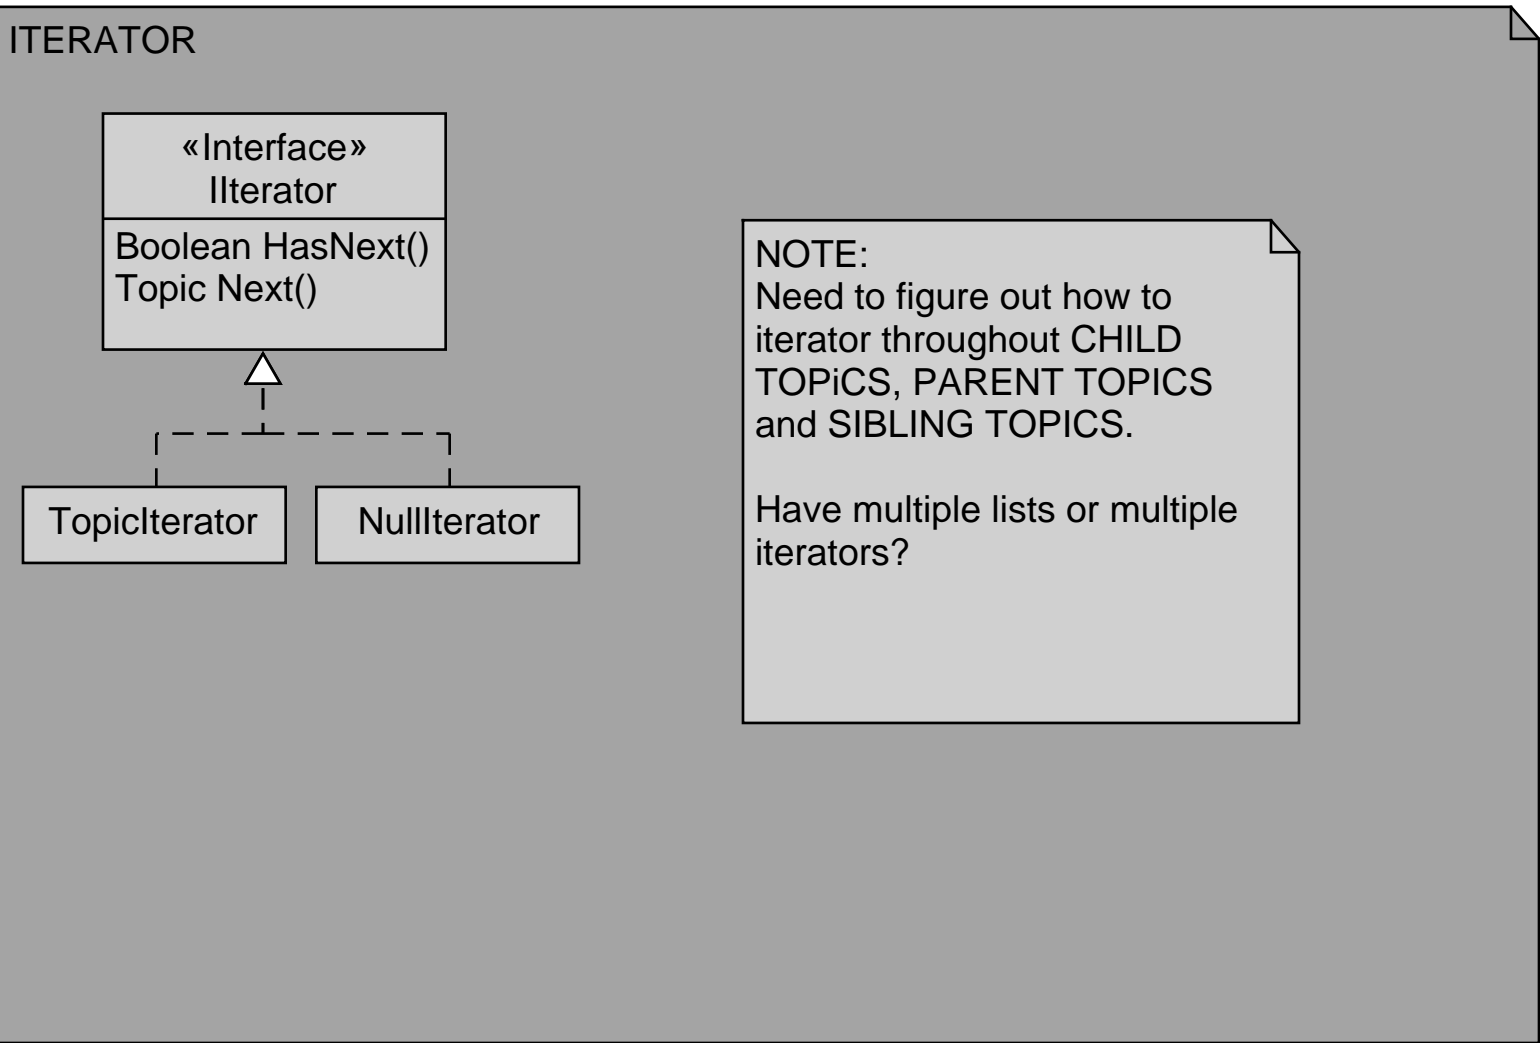 ITERATOR
«Interface»
IIterator
Boolean HasNext()
Topic Next()
TopicIterator
NullIterator
NOTE:
Need to figure out how to
iterator throughout CHILD
TOPiCS, PARENT TOPICS
and SIBLING TOPICS.
Have multiple lists or multiple
iterators?